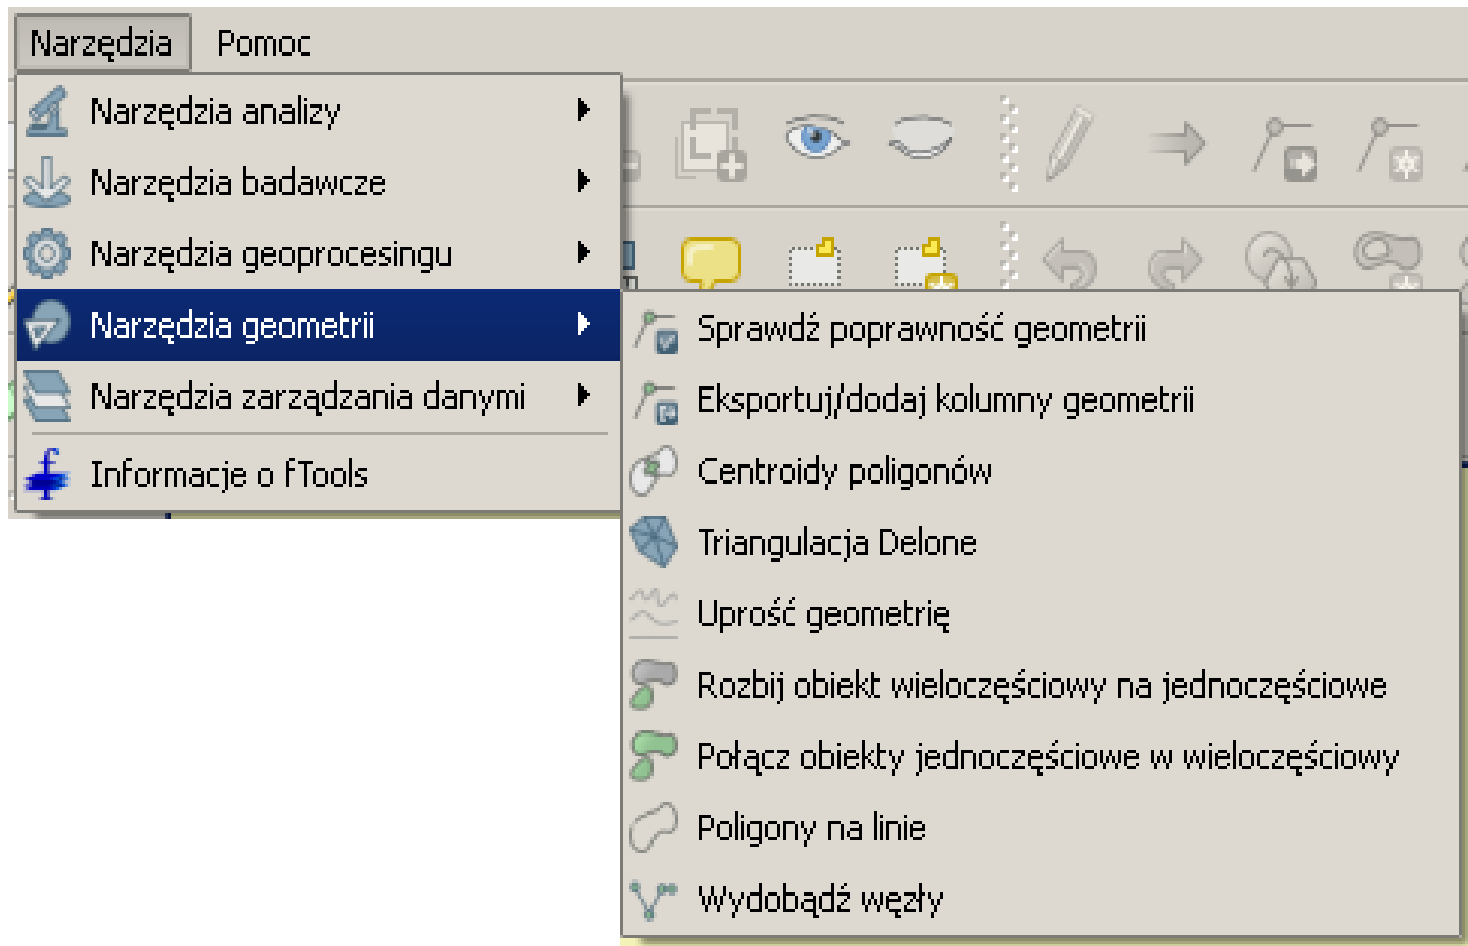 Narzędzia Pomoc
Narzędzia analizy
Narzędzia badawcze
Narzędzia geoprocesingu
Narzędzia geometrii
Narzędzia zarządzania danymi
Informacje o fTools
Sprawdź poprawność geometrii
Eksportuj/dodaj kolumny geometrii
Centroidy poligonów
Triangulacja Delone
Uprość geometrię
Rozbij obiekt wieloczęściowy na jednoczęściowe
Połącz obiekty jednoczęściowe w wieloczęściowy
Poligony na linie
Wydobądź węzły